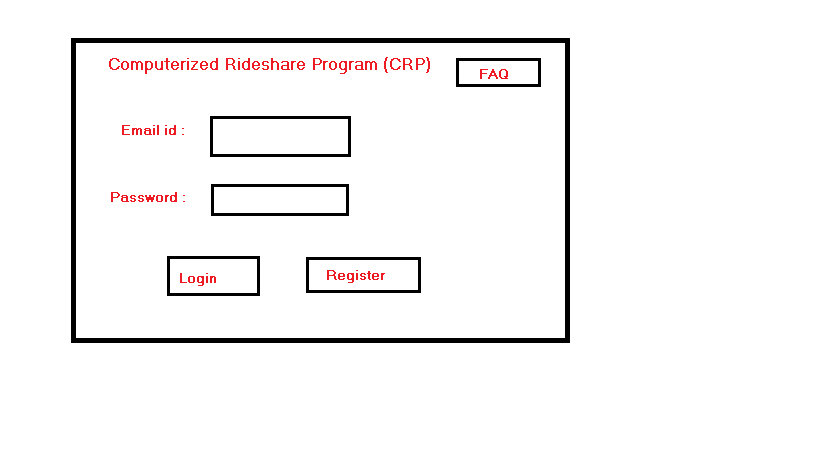 Computerized Rideshare Program (CRP)
FAQ
Email id :
Password :
Login
Register